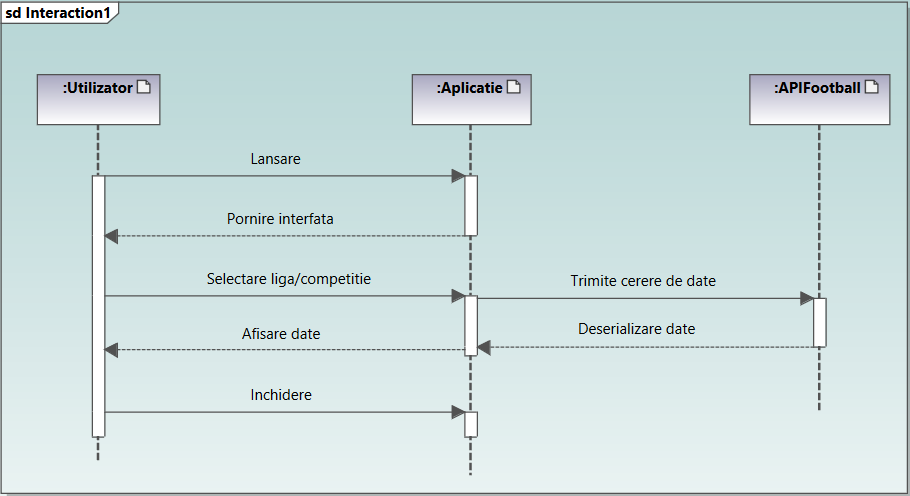 sd Interaction1
:Utilizator
:Aplicatie
:APIFootball
Lansare
Pornire interfata
Selectare liga/competitie
Trimite cerere de date
Deserializare date
Afisare date
Inchidere